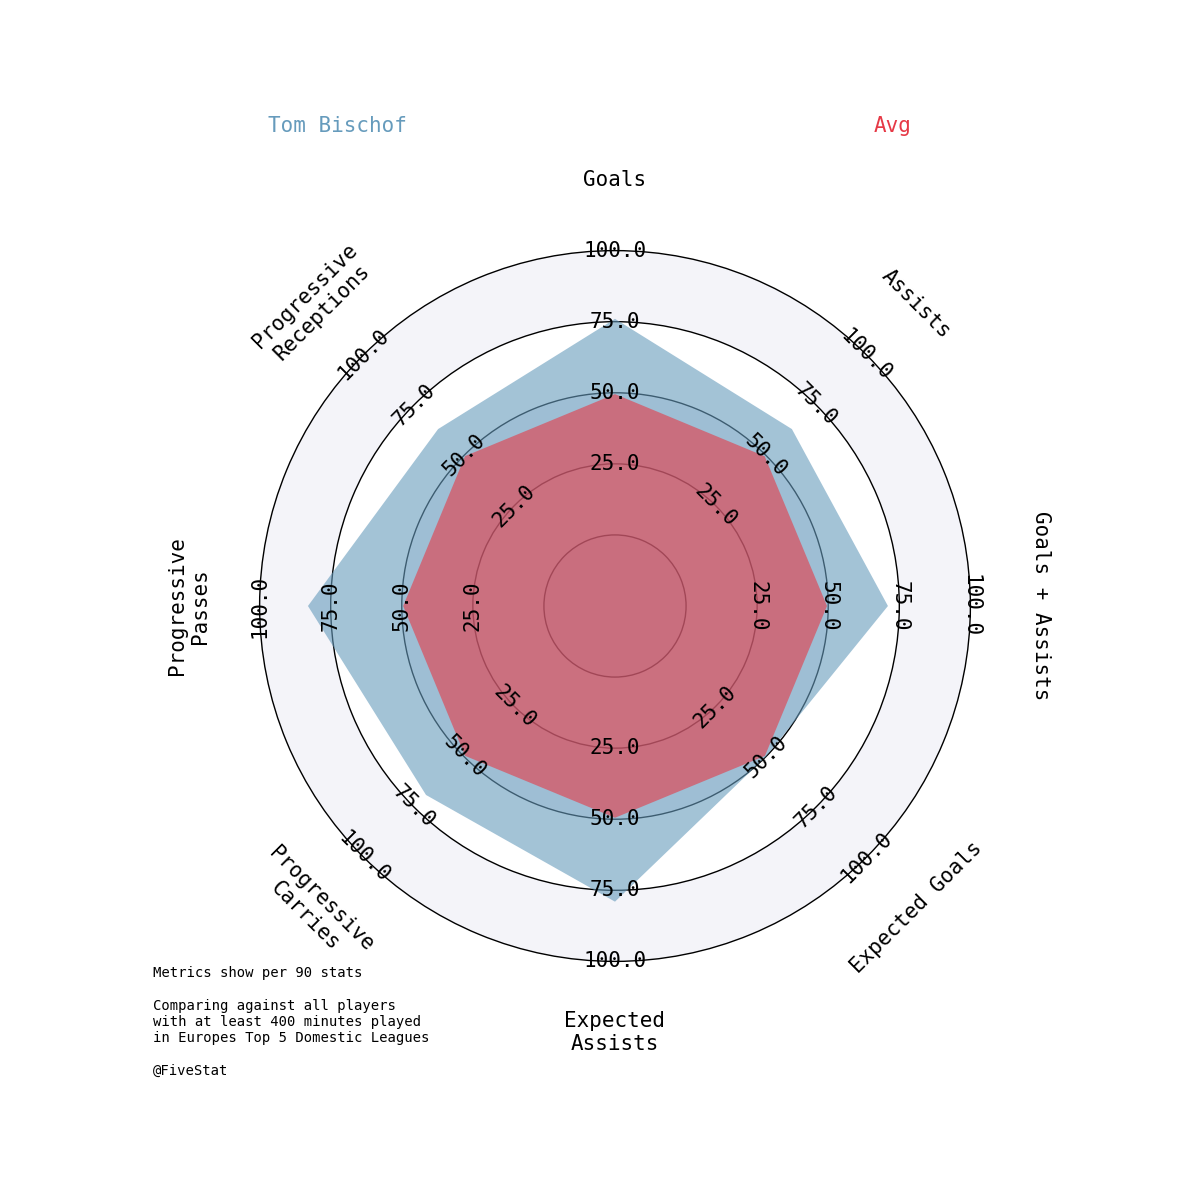 Tom Bischof
Avg
Goals
Assists
Goals + Assists
Expected Goals
Expected
Assists
Progressive
Carries
Progressive
Passes
Progressive
Receptions
25.0
50.0
75.0
100.0
25.0
50.0
75.0
100.0
25.0
50.0
75.0
100.0
25.0
50.0
75.0
100.0
25.0
50.0
75.0
100.0
25.0
50.0
75.0
100.0
25.0
50.0
75.0
100.0
25.0
50.0
75.0
100.0
Metrics show per 90 stats
Comparing against all players
with at least 400 minutes played
in Europes Top 5 Domestic Leagues
@FiveStat